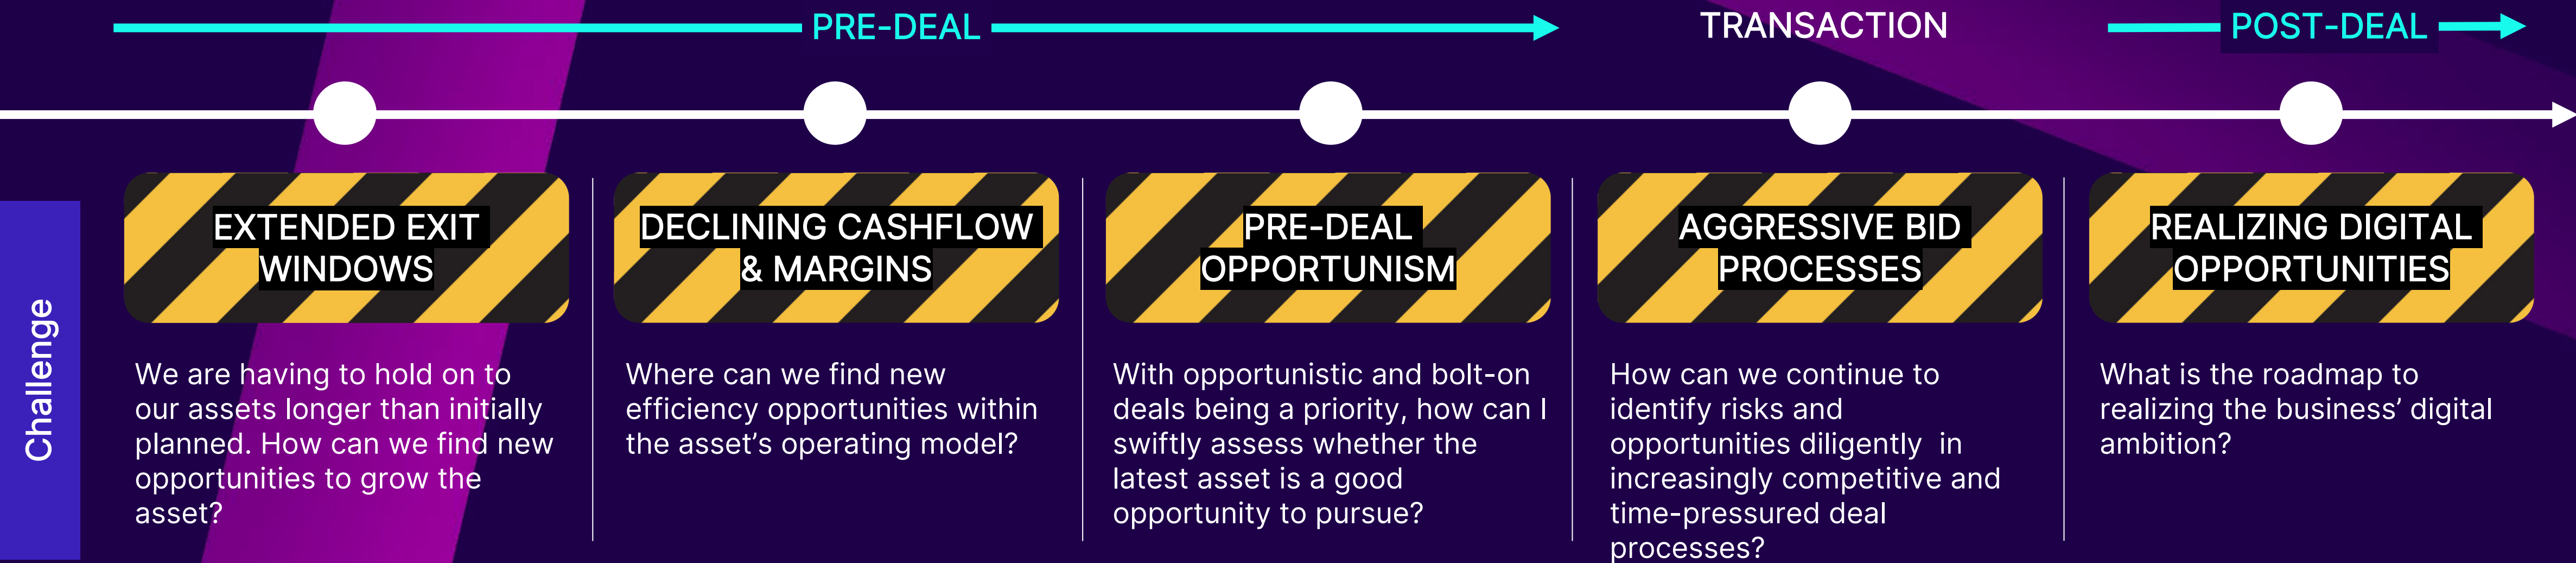 PRE-DEAL
TRANSACTION
POST-DEAL
Challenge
EXTENDED EXIT
WINDOWS
We are having to hold on to
our assets longer than initially
planned. How can we find new
opportunities to grow the
asset?
DECLINING CASHFLOW
& MARGINS
Where can we find new
efficiency opportunities within
the asset’s operating model?
PRE-DEAL
OPPORTUNISM
With opportunistic and bolt-on
deals being a priority, how can I
swiftly assess whether the
latest asset is a good
opportunity to pursue?
AGGRESSIVE BID
PROCESSES
How can we continue to
identify risks and
opportunities diligently  in
increasingly competitive and
time-pressured deal
processes?
REALIZING DIGITAL
OPPORTUNITIES
What is the roadmap to
realizing the business’ digital
ambition?